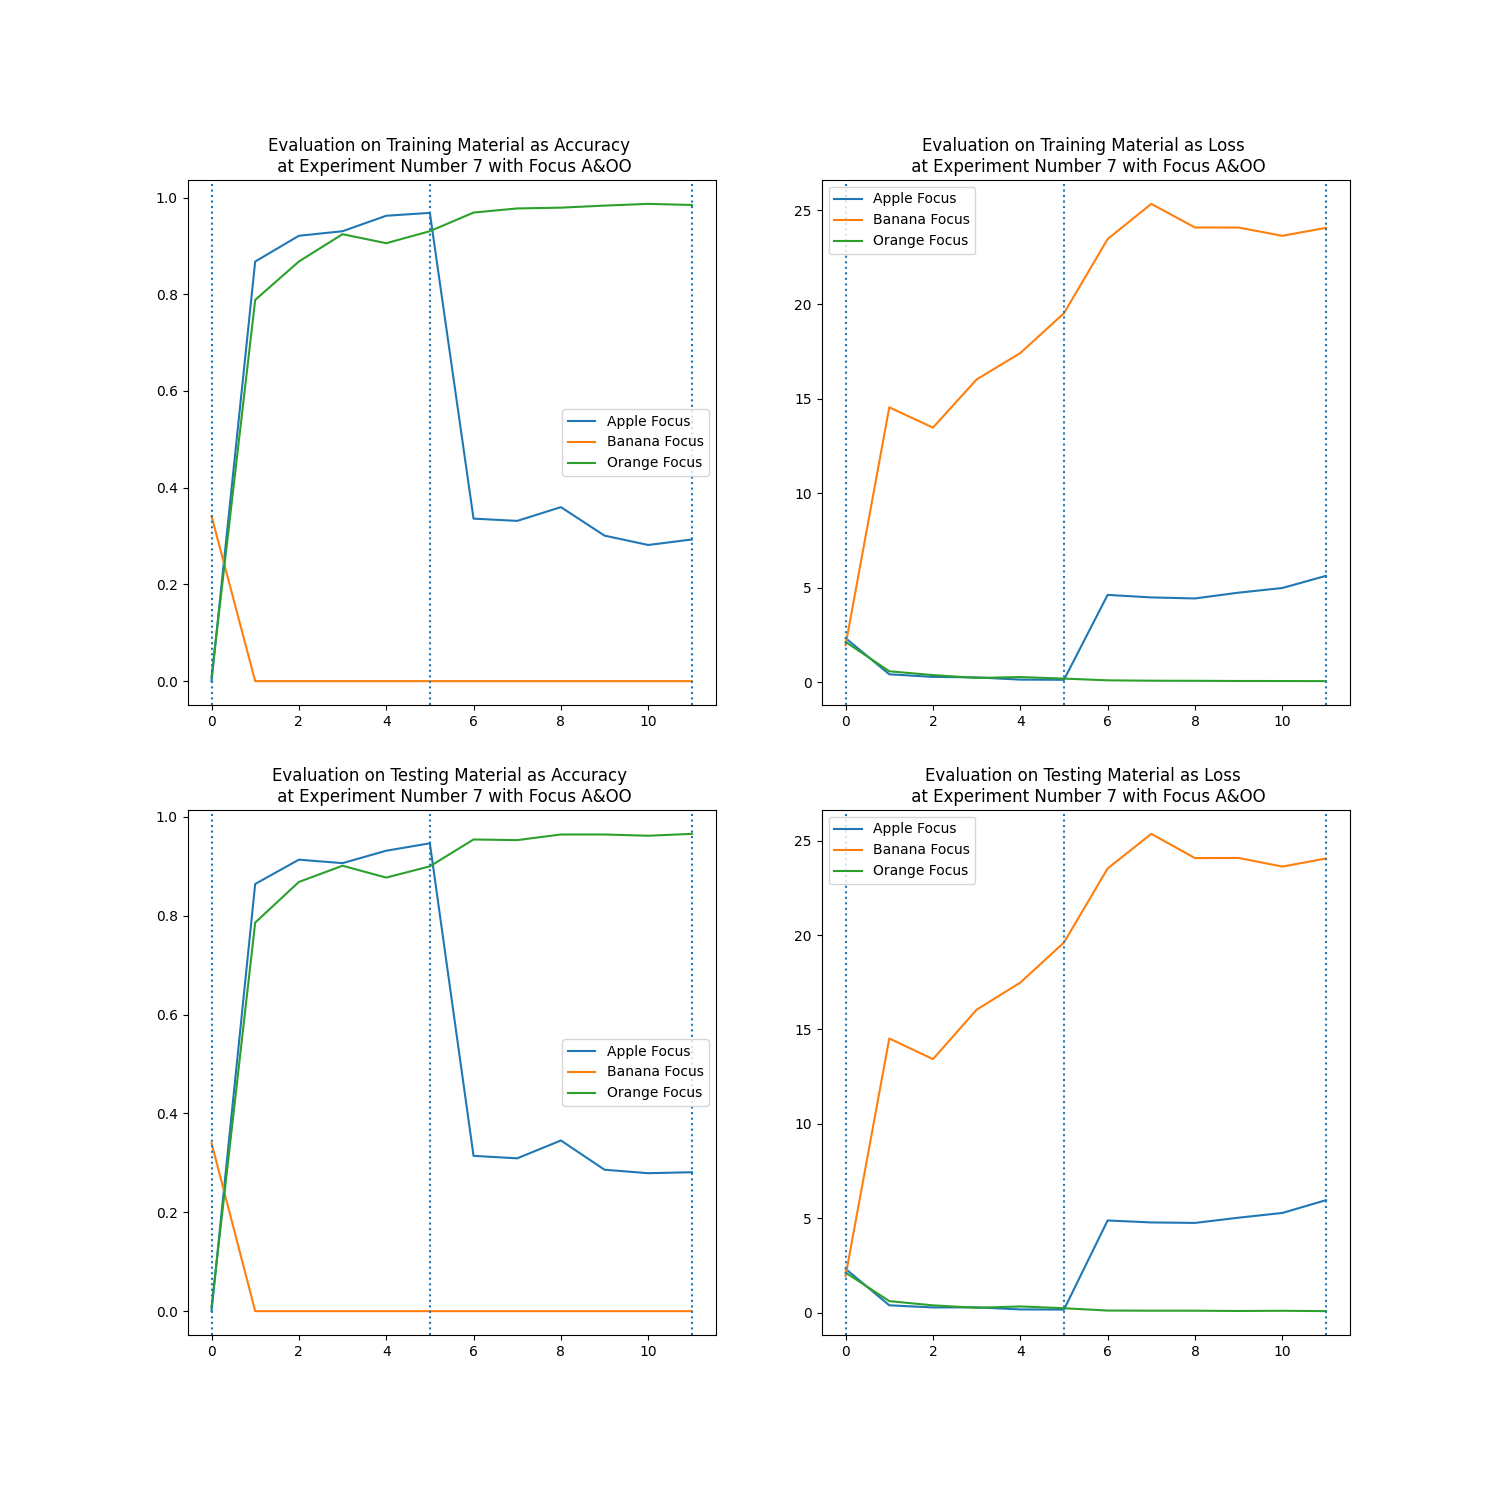 Evaluation on Training Material as Accuracy
at Experiment Number 7 with Focus A&OO
1.0
0.8
0.6
0.4
0.2
0.0
Apple Focus
Banana Focus
Orange Focus
0 2 4 6 8 10
Evaluation on Training Material as Loss
at Experiment Number 7 with Focus A&OO
Apple Focus
Banana Focus
Orange Focus
25
20
15
10
5
0
0 2 4 6 8 10
Evaluation on Testing Material as Accuracy
at Experiment Number 7 with Focus A&OO
1.0
0.8
0.6
0.4
0.2
0.0
Apple Focus
Banana Focus
Orange Focus
0 2 4 6 8 10
Evaluation on Testing Material as Loss
at Experiment Number 7 with Focus A&OO
Apple Focus
Banana Focus
Orange Focus
25
20
15
10
5
0
0 2 4 6 8 10